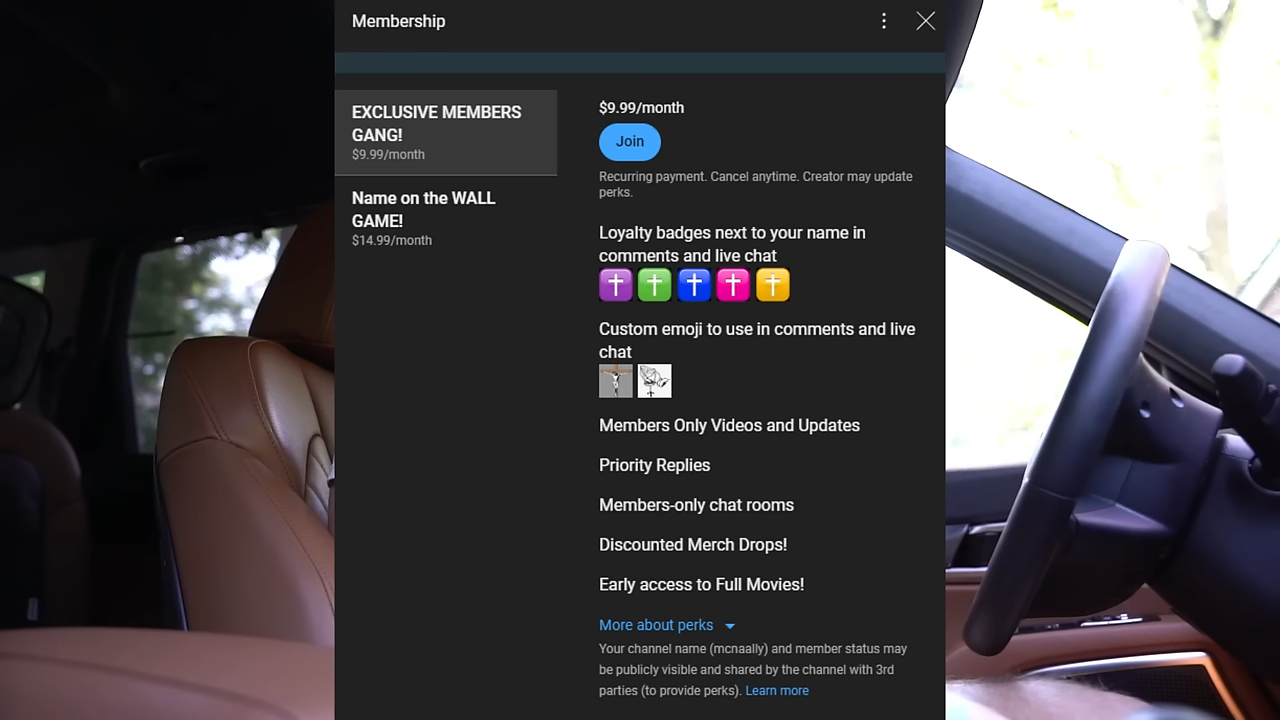 Membership
EXCLUSIVE MEMBERS
GANG!
$9.99/month
Name on the WALL
GAME!
$14.99/month
$9.99/month
Join
Recurring payment. Cancel anytime. Creator may update
perks.
Loyalty badges next to your name in
comments and live chat
Custom emoji to use in comments and live
chat
Members Only Videos and Updates
Priority Replies
Members-only chat rooms
Discounted Merch Drops!
Early access to Full Movies!
More about perks
Your channel name (mcnaally) and member status may
be publicly visible and shared by the channel with 3rd
parties (to provide perks). Learn more